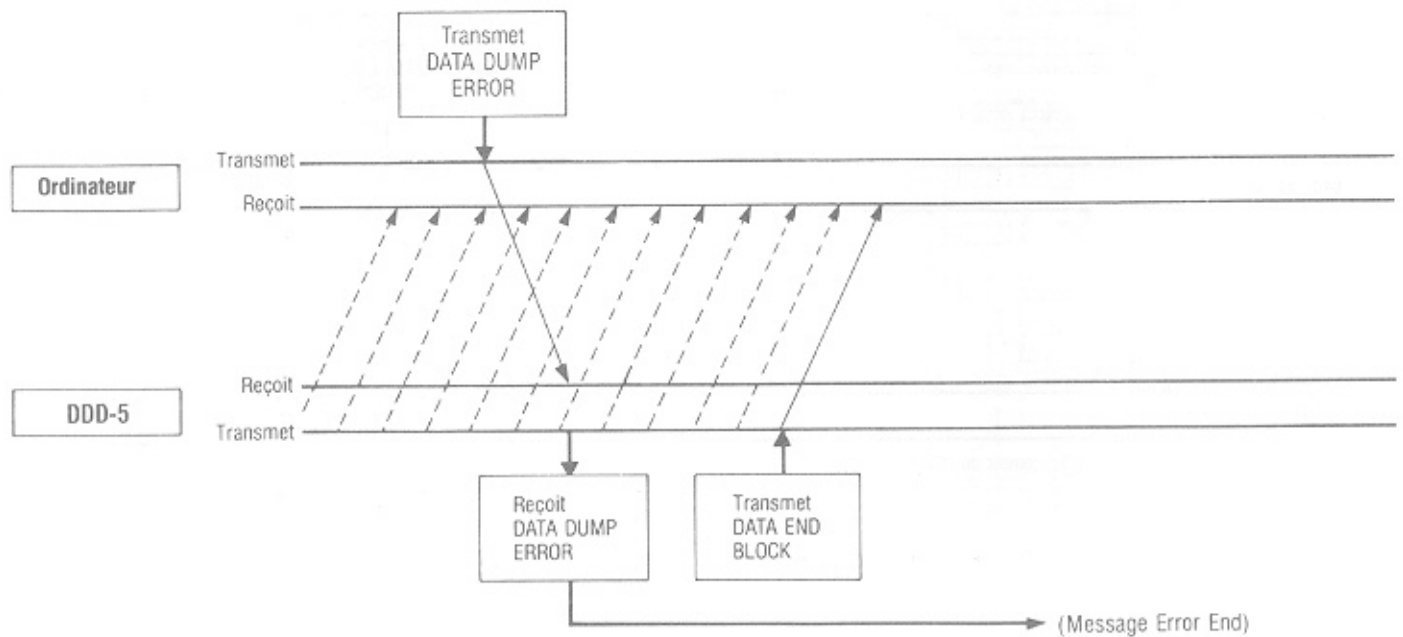 Transmet
DATA DUMP
ERROR
Transmet
Ordinateur
Reçoit
Reçoit
DDD-5
Transmet
Reçoit
DATA DUMP
ERROR
Transmet
DATA END
BLOCK
(Message Error End)